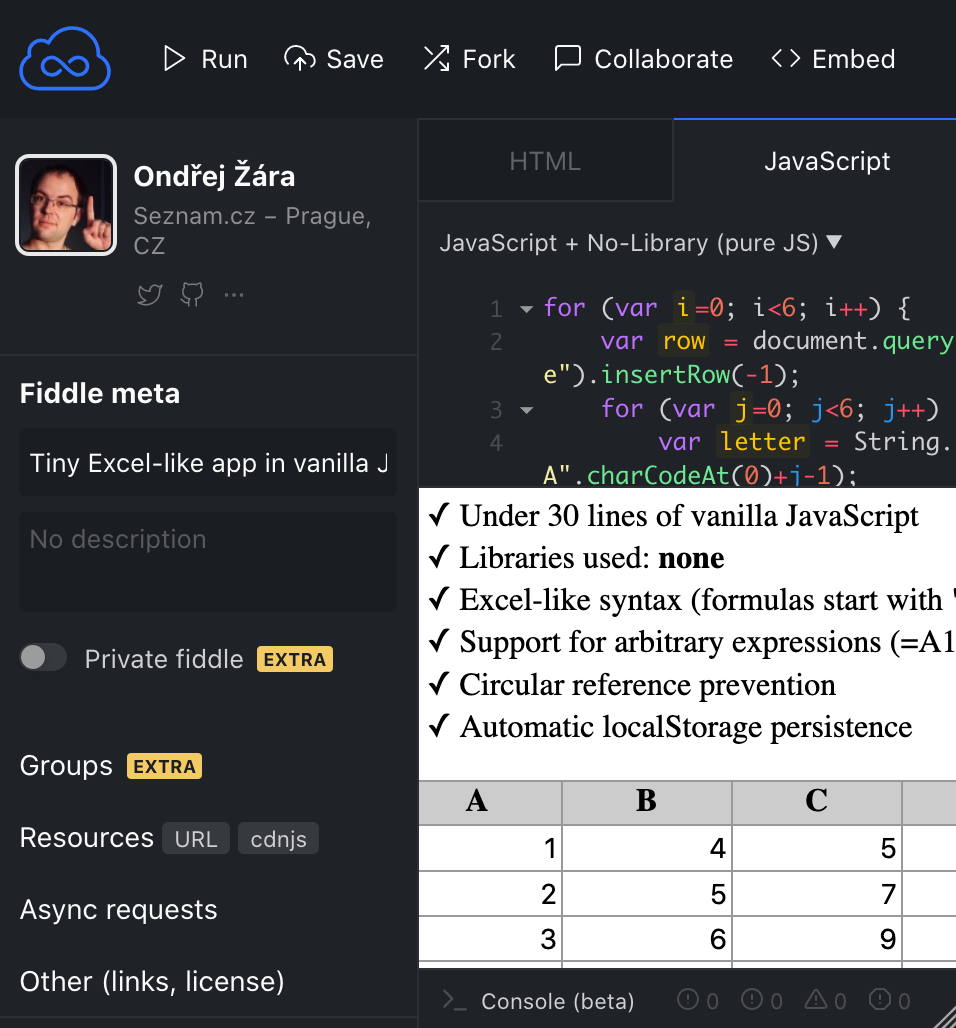 Run Save Fork Collaborate Embed
Ondřej Žára
Seznam.cz – Prague,
CZ
Fiddle meta
Tiny Excel-like app in vanilla J
No description
Private fiddle EXTRA
Groups EXTRA
Resources URL cdnjs
Async requests
Other (links, license)
HTML JavaScript
JavaScript + No-Library (pure JS) ▼
1 for (var i=0; i<6; i++) {
2 var row = document.query
e").insertRow(-1);
3 for (var j=0; j<6; j++)
4 var letter = String.
A".charCodeAt(0)+j-1);
✓ Under 30 lines of vanilla JavaScript
✓ Libraries used: none
✓ Excel-like syntax (formulas start with "
✓ Support for arbitrary expressions (=A1
✓ Circular reference prevention
✓ Automatic localStorage persistence
A B C
1 4 5
2 5 7
3 6 9
>_ Console (beta) 0 0 0 0